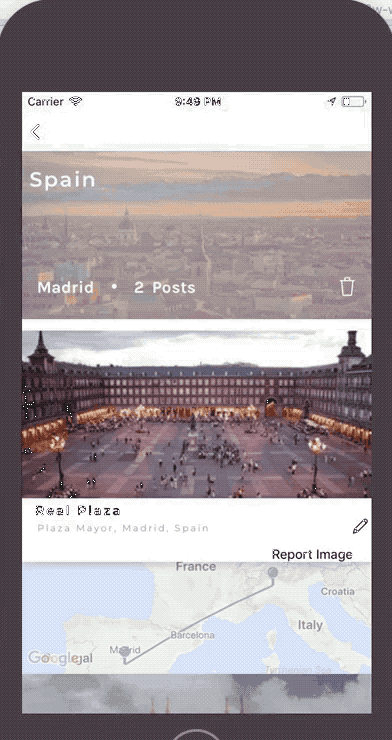 Carrier 9:49 PM
Spain
Madrid • 2 Posts
Real Plaza
Plaza Mayor, Madrid, Spain
Report Image
France
Croatia
Italy
Barcelona
Madrid
Google
Tyrrhenian Sea